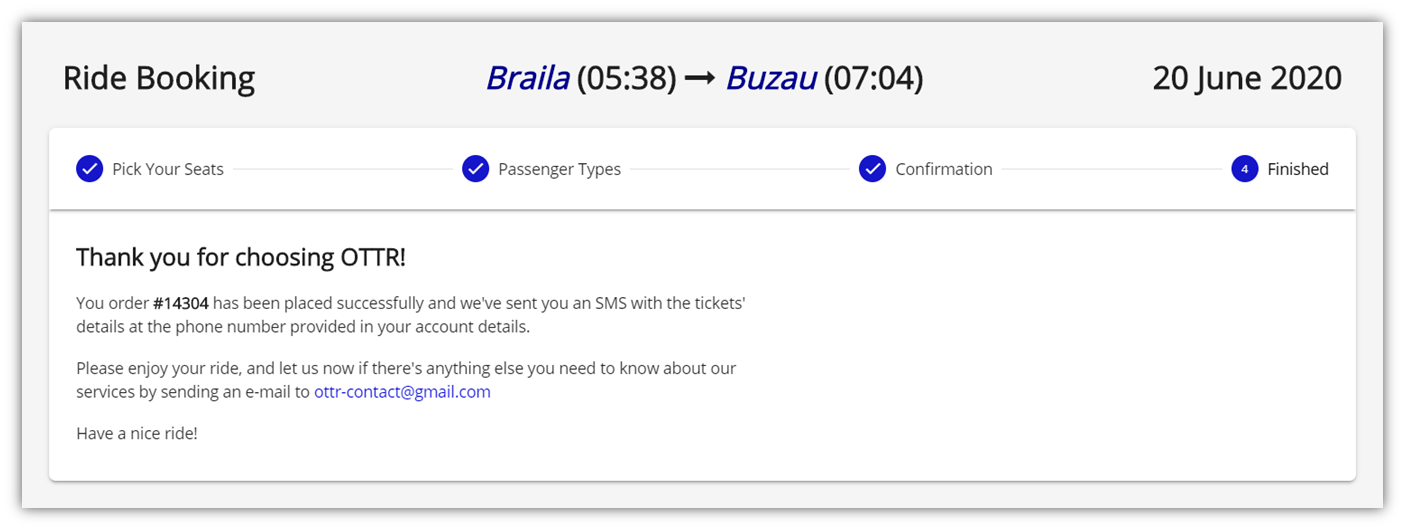 Ride Booking
Braila (05:38) → Buzau (07:04)
20 June 2020
Pick Your Seats
Passenger Types
Confirmation
4 Finished
Thank you for choosing OTTR!
You order #14304 has been placed successfully and we've sent you an SMS with the tickets'
details at the phone number provided in your account details.
Please enjoy your ride, and let us now if there's anything else you need to know about our
services by sending an e-mail to ottr-contact@gmail.com
Have a nice ride!